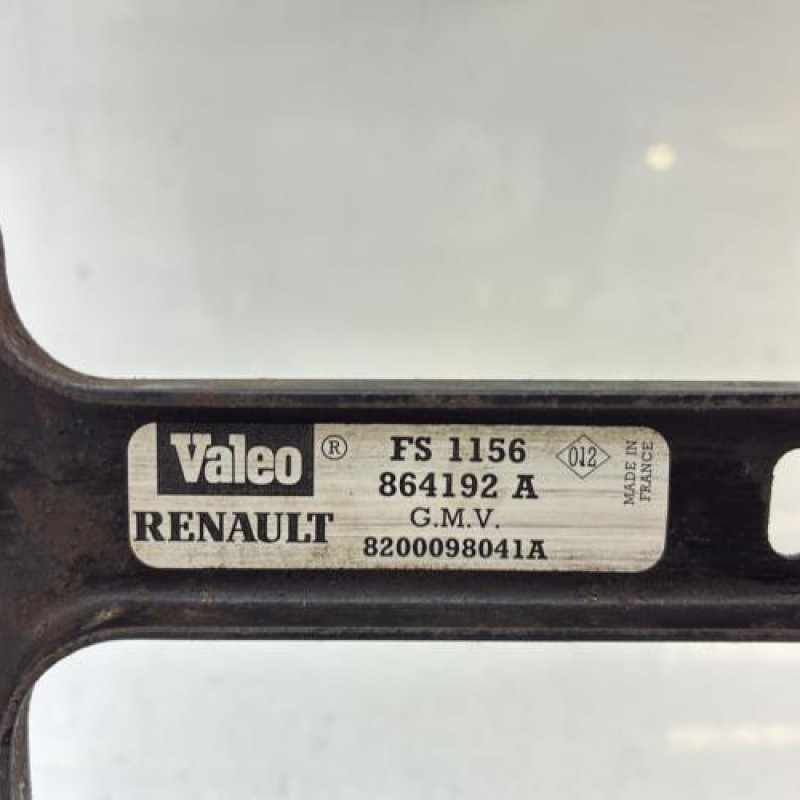 Valeo ® FS 1156 012
864192 A
RENAULT G.M.V.
8200098041A
MADE IN
FRANCE